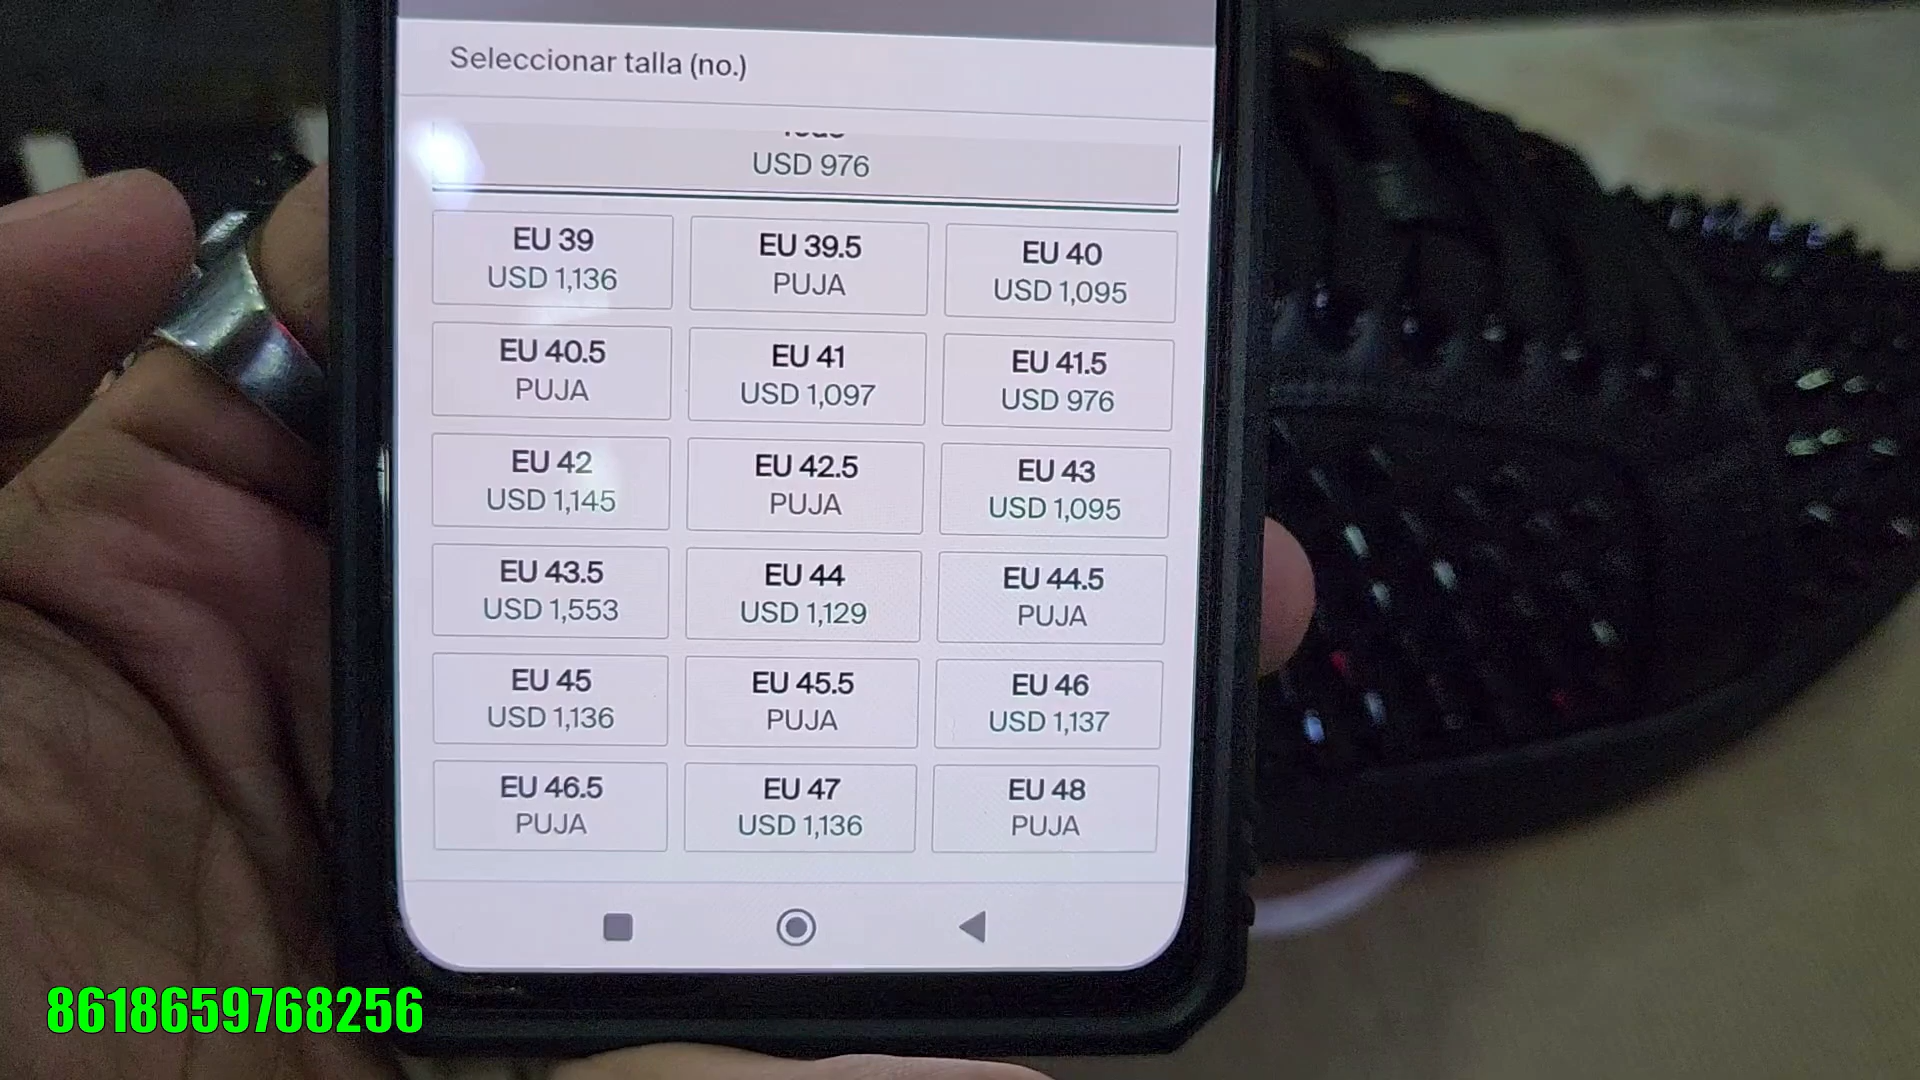 Seleccionar talla (no.)
USD 976
EU 39
USD 1,136
EU 39.5
PUJA
EU 40
USD 1,095
EU 40.5
PUJA
EU 41
USD 1,097
EU 41.5
USD 976
EU 42
USD 1,145
EU 42.5
PUJA
EU 43
USD 1,095
EU 43.5
USD 1,553
EU 44
USD 1,129
EU 44.5
PUJA
EU 45
USD 1,136
EU 45.5
PUJA
EU 46
USD 1,137
EU 46.5
PUJA
EU 47
USD 1,136
EU 48
PUJA
8618659768256